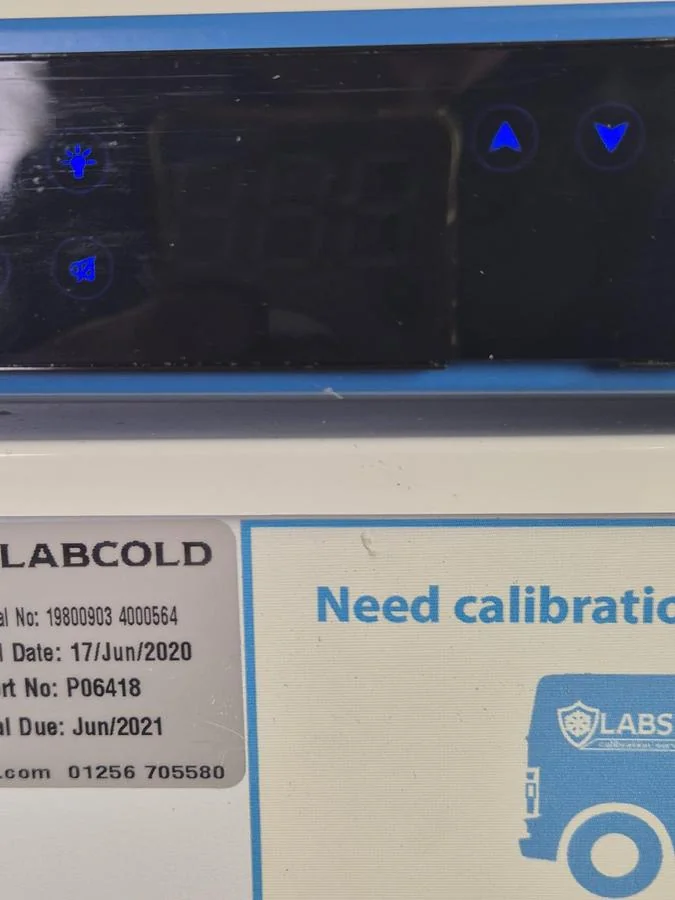 LABCOLD
al No: 19800903 4000564
l Date: 17/Jun/2020
rt No: P06418
al Due: Jun/2021
.com 01256 705580
Need calibratio
LABS